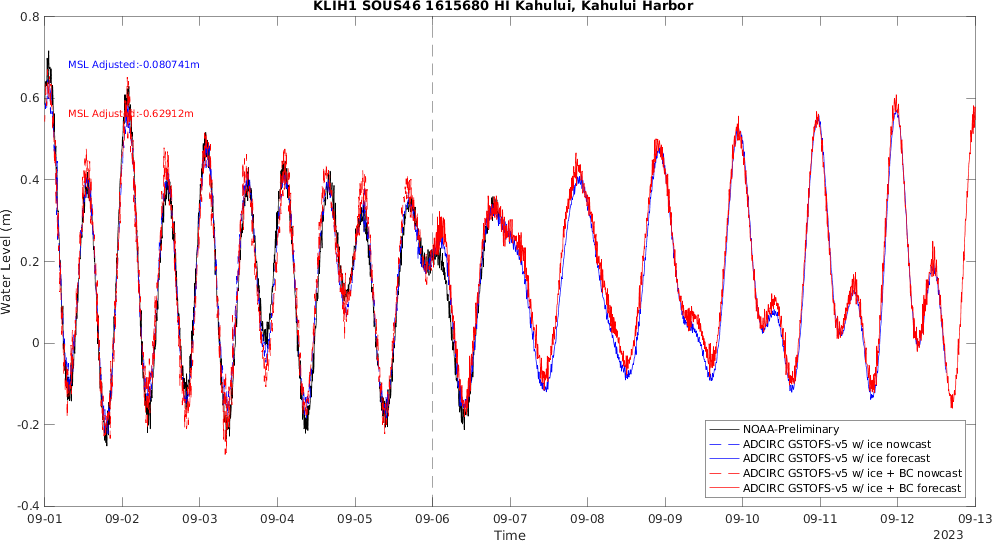 KLIH1 SOUS46 1615680 HI Kahului, Kahului Harbor
0.8
MSL Adjusted:-0.080741m
0.6
MSL Adjusted:-0.62912m
0.4
0.2
0
-0.2
-0.4
Water Level (m)
NOAA-Preliminary
ADCIRC GSTOFS-v5 w/ ice nowcast
ADCIRC GSTOFS-v5 w/ ice forecast
ADCIRC GSTOFS-v5 w/ ice + BC nowcast
ADCIRC GSTOFS-v5 w/ ice + BC forecast
09-01 09-02 09-03 09-04 09-05 09-06 09-07 09-08 09-09 09-10 09-11 09-12 09-13
Time
2023